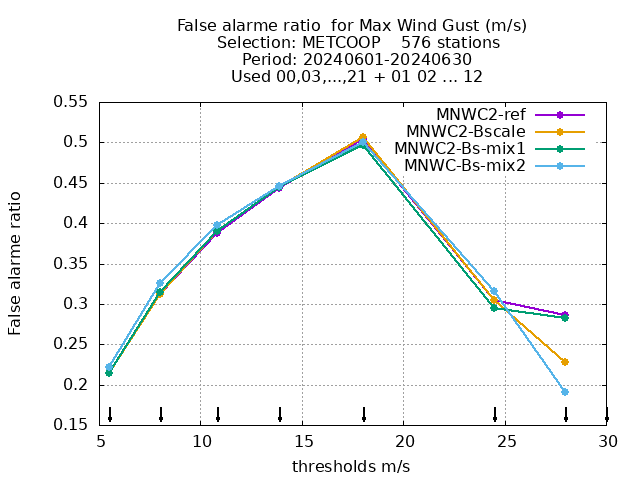 False alarme ratio  for Max Wind Gust (m/s)
Selection: METCOOP    576 stations
Period: 20240601-20240630
Used 00,03,...,21 + 01 02 ... 12
MNWC2-ref
MNWC2-Bscale
MNWC2-Bs-mix1
MNWC-Bs-mix2
False alarme ratio
0.55
0.5
0.45
0.4
0.35
0.3
0.25
0.2
0.15
5 10 15 20 25 30
thresholds m/s